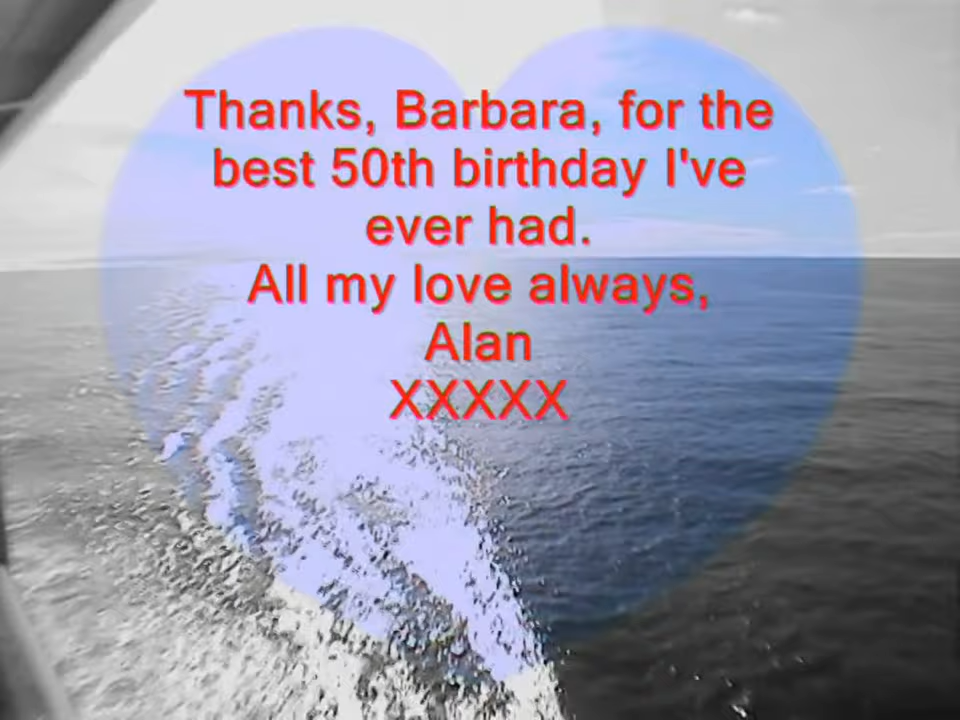 Thanks, Barbara, for the
best 50th birthday I've
ever had.
All my love always,
Alan
XXXXX